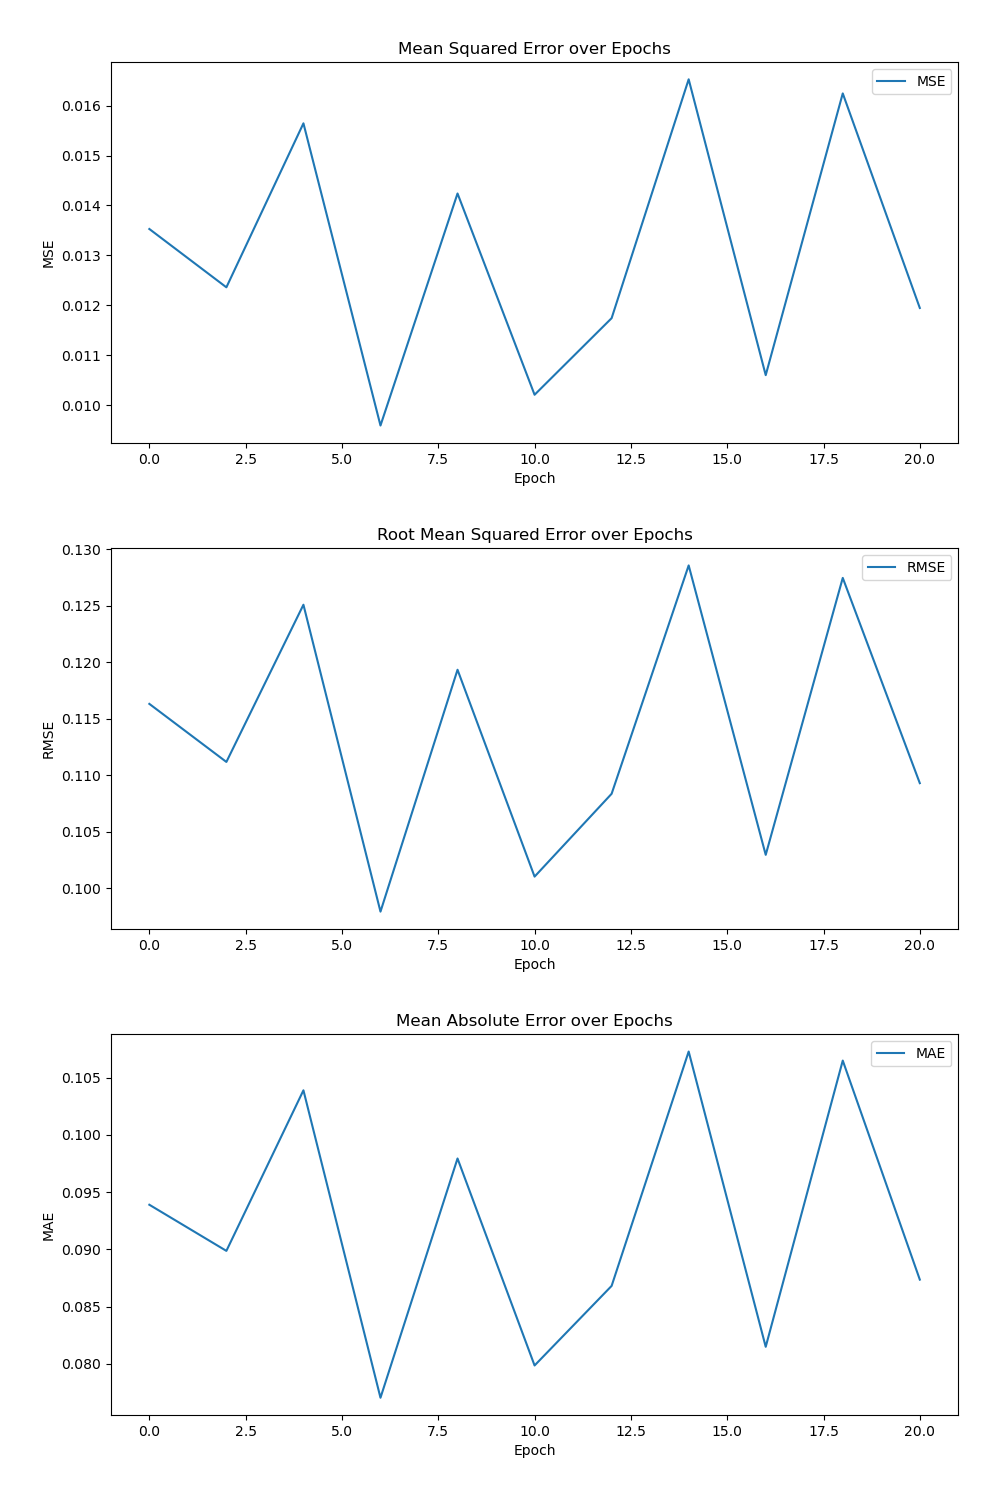 Mean Squared Error over Epochs
MSE
0.016
0.015
0.014
0.013
0.012
0.011
0.010
MSE
0.0 2.5 5.0 7.5 10.0 12.5 15.0 17.5 20.0
Epoch
Root Mean Squared Error over Epochs
RMSE
0.130
0.125
0.120
0.115
0.110
0.105
0.100
RMSE
0.0 2.5 5.0 7.5 10.0 12.5 15.0 17.5 20.0
Epoch
Mean Absolute Error over Epochs
MAE
0.105
0.100
0.095
0.090
0.085
0.080
MAE
0.0 2.5 5.0 7.5 10.0 12.5 15.0 17.5 20.0
Epoch